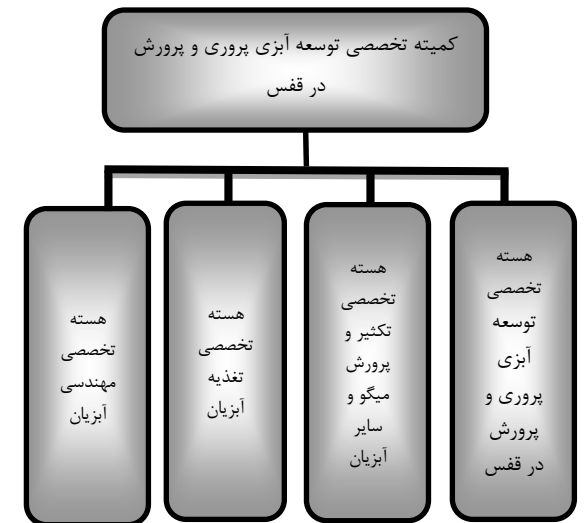 کمیته تخصصی توسعه آبزی پروری و پرورش
در قفس
هسته
تخصصی
توسعه
آبزی
پروری و
پرورش
در قفس
هسته
تخصصی
تکثیر و
پرورش
میگو و
سایر
آبزیان
هسته
تخصصی
تغذیه
آبزیان
هسته
تخصصی
مهندسی
آبزیان